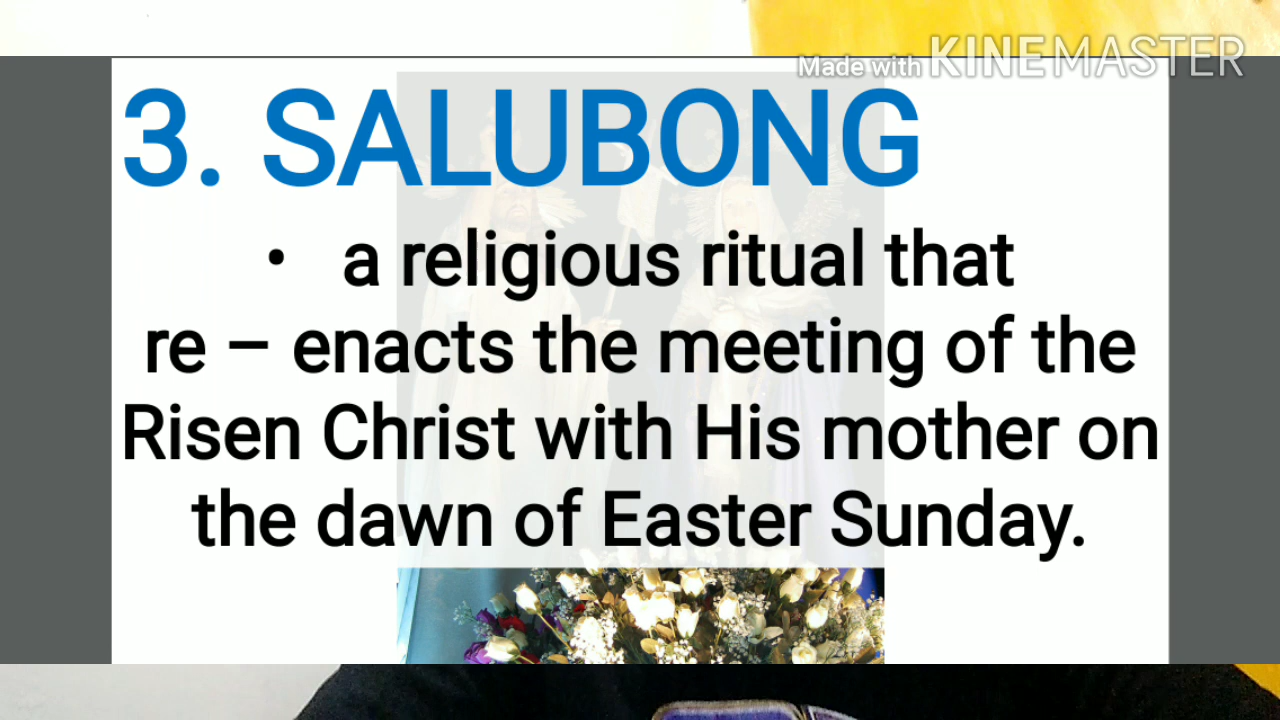 Made with KINEMASTER
3. SALUBONG
• a religious ritual that
re – enacts the meeting of the
Risen Christ with His mother on
the dawn of Easter Sunday.